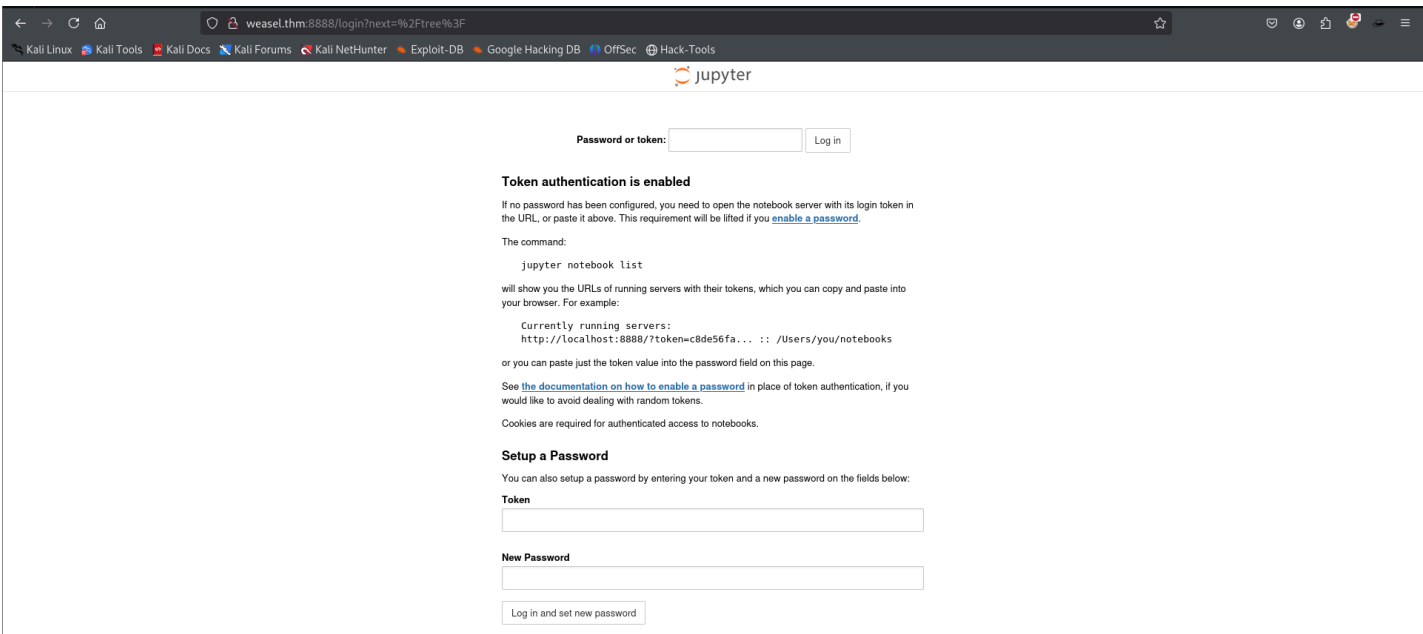 weasel.thm:8888/login?next=%2Ftree%3F
Kali Linux Kali Tools Kali Docs Kali Forums Kali NetHunter Exploit-DB Google Hacking DB OffSec Hack-Tools
jupyter
Password or token: Log in
Token authentication is enabled
If no password has been configured, you need to open the notebook server with its login token in
the URL, or paste it above. This requirement will be lifted if you enable a password.
The command:
jupyter notebook list
will show you the URLs of running servers with their tokens, which you can copy and paste into
your browser. For example:
Currently running servers:
http://localhost:8888/?token=c8de56fa... :: /Users/you/notebooks
or you can paste just the token value into the password field on this page.
See the documentation on how to enable a password in place of token authentication, if you
would like to avoid dealing with random tokens.
Cookies are required for authenticated access to notebooks.
Setup a Password
You can also setup a password by entering your token and a new password on the fields below:
Token
New Password
Log in and set new password